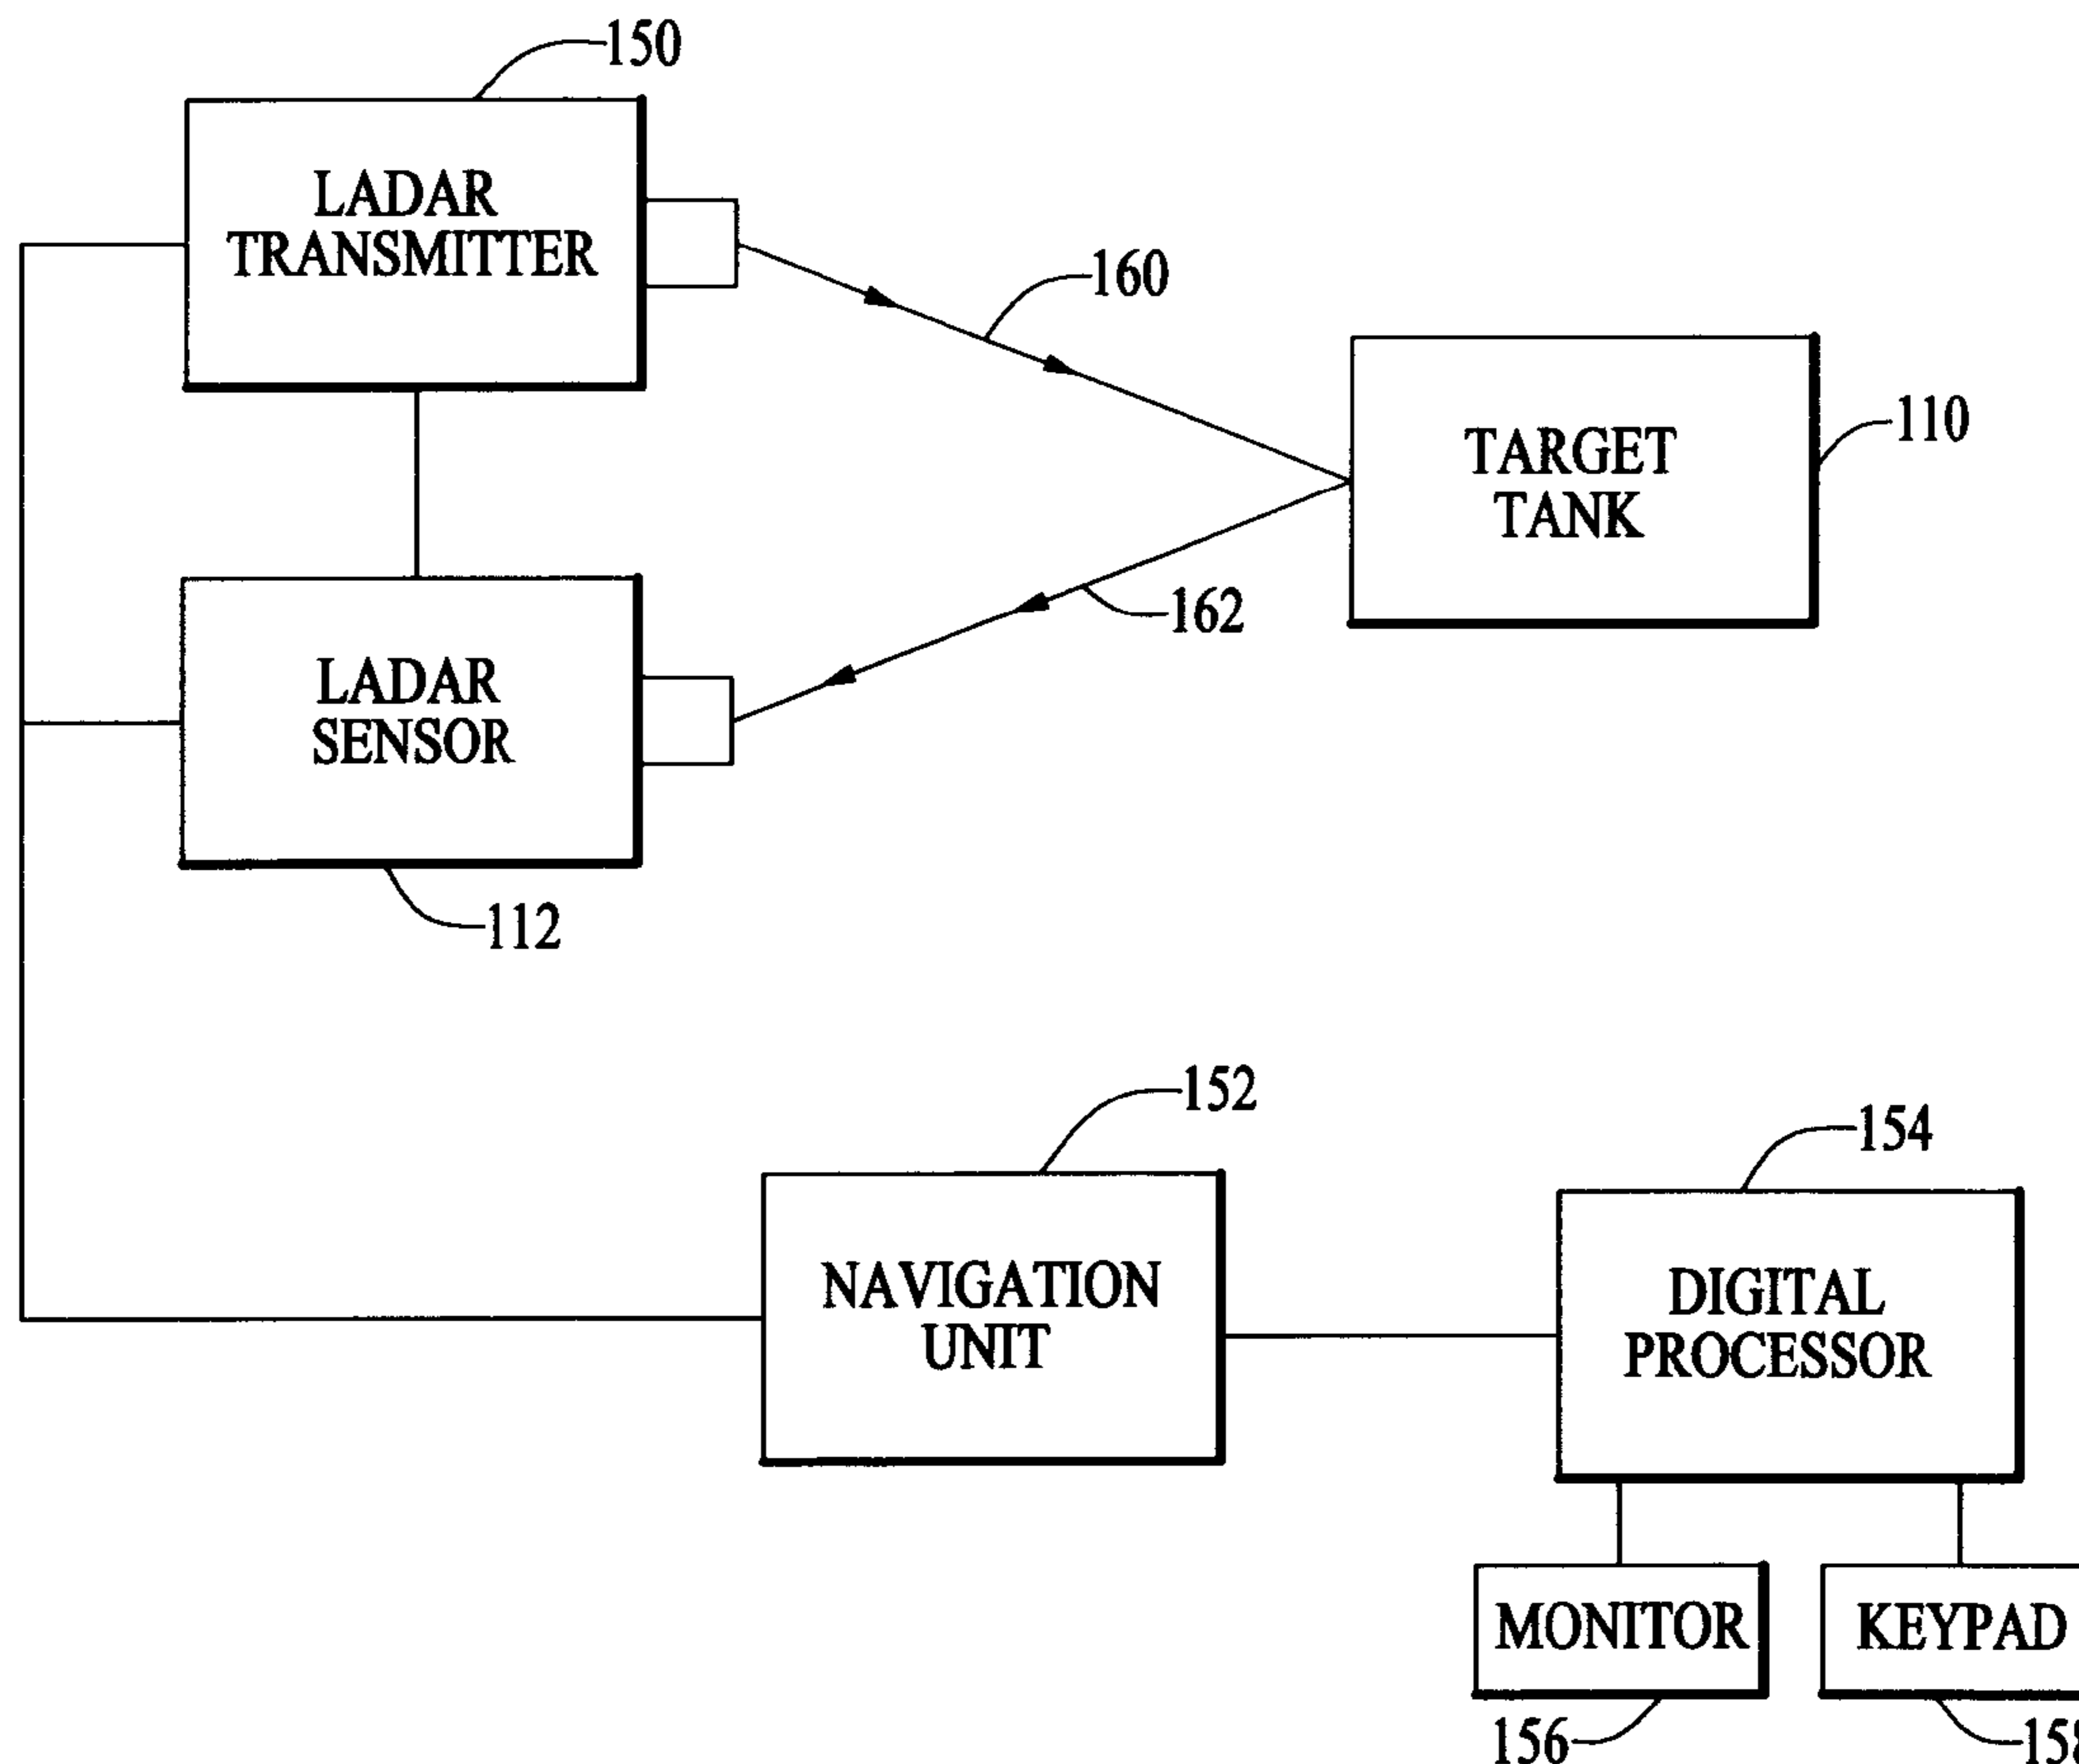 150
LADAR
TRANSMITTER
160
TARGET
TANK
110
162
LADAR
SENSOR
112
152
NAVIGATION
UNIT
154
DIGITAL
PROCESSOR
MONITOR
KEYPAD
156
158